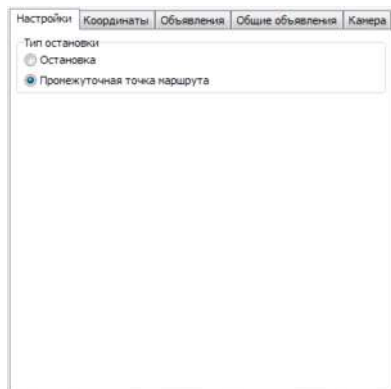 Настройки Координаты Объявления Общие объявления Камера
Тип остановки
Остановка
Промежуточная точка маршрута